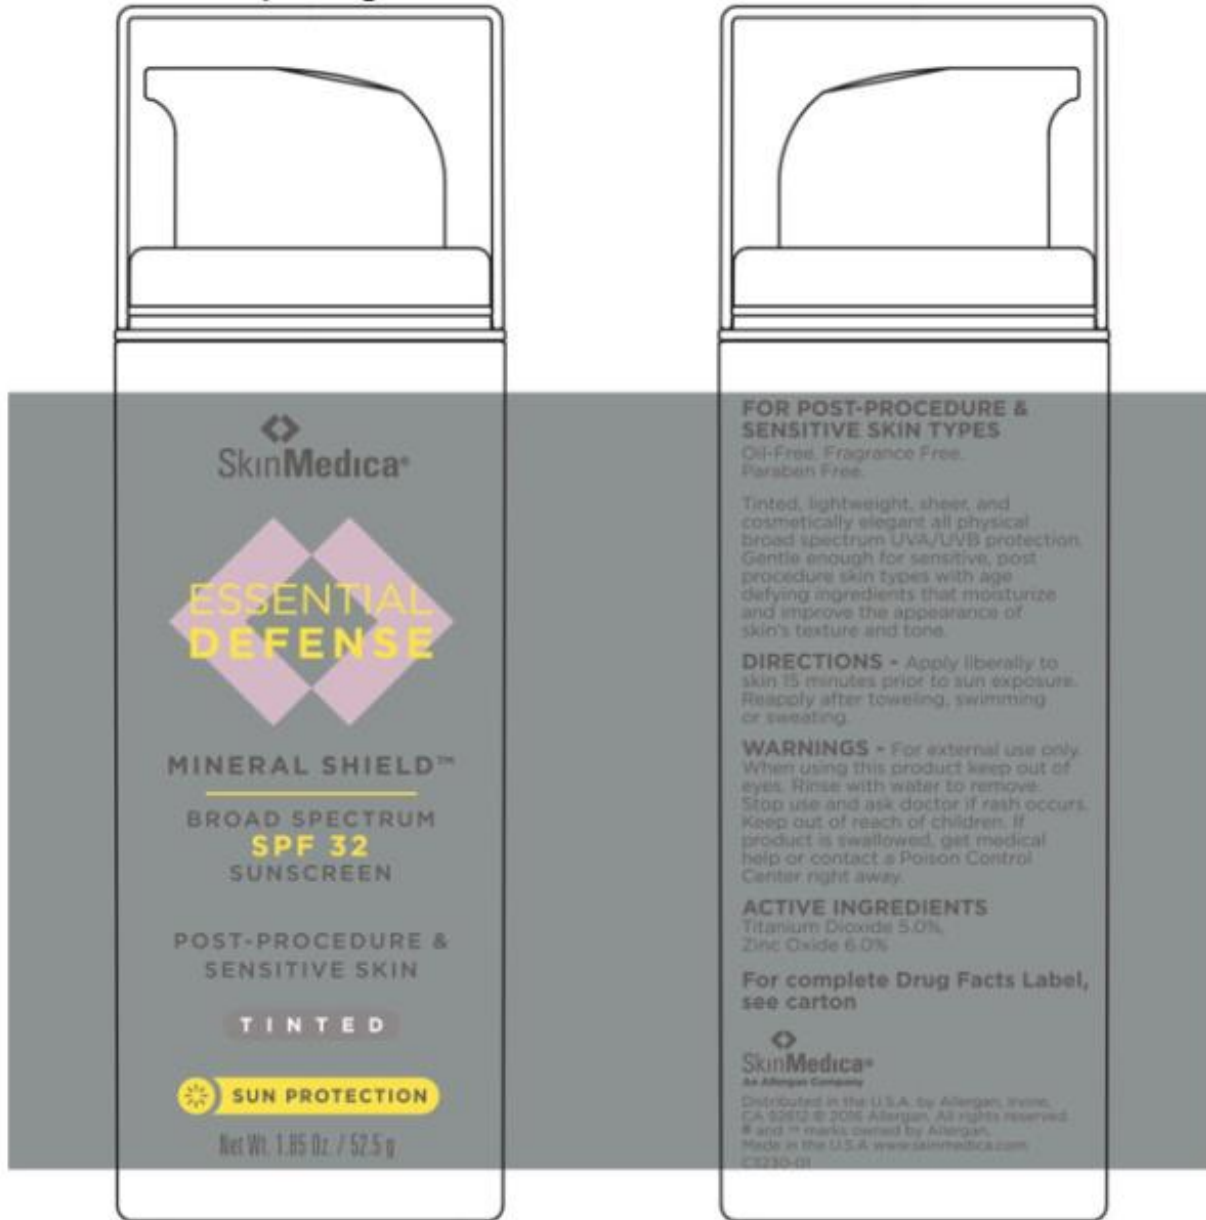 SkinMedica®
ESSENTIAL
DEFENSE
MINERAL SHIELD™
BROAD SPECTRUM
SPF 32
SUNSCREEN
POST-PROCEDURE &
SENSITIVE SKIN
TINTED
SUN PROTECTION
Net Wt. 1.85 Oz. / 52.5 g
FOR POST-PROCEDURE &
SENSITIVE SKIN TYPES
Oil-Free. Fragrance Free.
Paraben Free.
Tinted, lightweight, sheer, and
cosmetically elegant all physical
broad spectrum UVA/UVB protection.
Gentle enough for sensitive, post
procedure skin types with age
defying ingredients that moisturize
and improve the appearance of
skin's texture and tone.
DIRECTIONS - Apply liberally to
skin 15 minutes prior to sun exposure.
Reapply after toweling, swimming
or sweating.
WARNINGS - For external use only.
When using this product keep out of
eyes. Rinse with water to remove.
Stop use and ask doctor if rash occurs.
Keep out of reach of children. If
product is swallowed, get medical
help or contact a Poison Control
Center right away.
ACTIVE INGREDIENTS
Titanium Dioxide 5.0%,
Zinc Oxide 6.0%
For complete Drug Facts Label,
see carton
SkinMedica®
An Allergan Company
Distributed in the U.S.A. by Allergan, Irvine,
CA 92612 © 2016 Allergan. All rights reserved.
® and ™ marks owned by Allergan.
Made in the U.S.A www.skinmedica.com